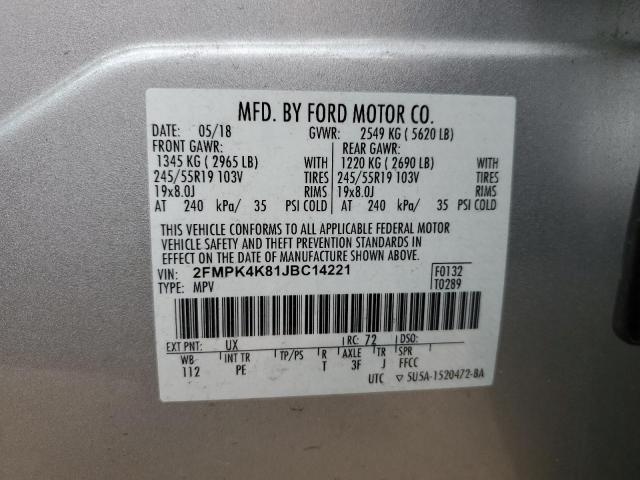 MFD. BY FORD MOTOR CO.
DATE: 05/18 GVWR: 2549 KG ( 5620 LB)
FRONT GAWR: REAR GAWR:
1345 KG ( 2965 LB) WITH 1220 KG ( 2690 LB) WITH
245/55R19 103V TIRES 245/55R19 103V TIRES
19x8.0J RIMS 19x8.0J RIMS
AT 240 kPa/ 35 PSI COLD AT 240 kPa/ 35 PSI COLD
THIS VEHICLE CONFORMS TO ALL APPLICABLE FEDERAL MOTOR
VEHICLE SAFETY AND THEFT PREVENTION STANDARDS IN
EFFECT ON THE DATE OF MANUFACTURE SHOWN ABOVE.
VIN: 2FMPK4K81JBC14221 F0132
TYPE: MPV T0289
EXT PNT: UX RC: 72 DSO:
WB INT TR TP/PS R AXLE TR SPR
112 PE T 3F J FFCC
UTC ▽ 5U5A-1520472-BA